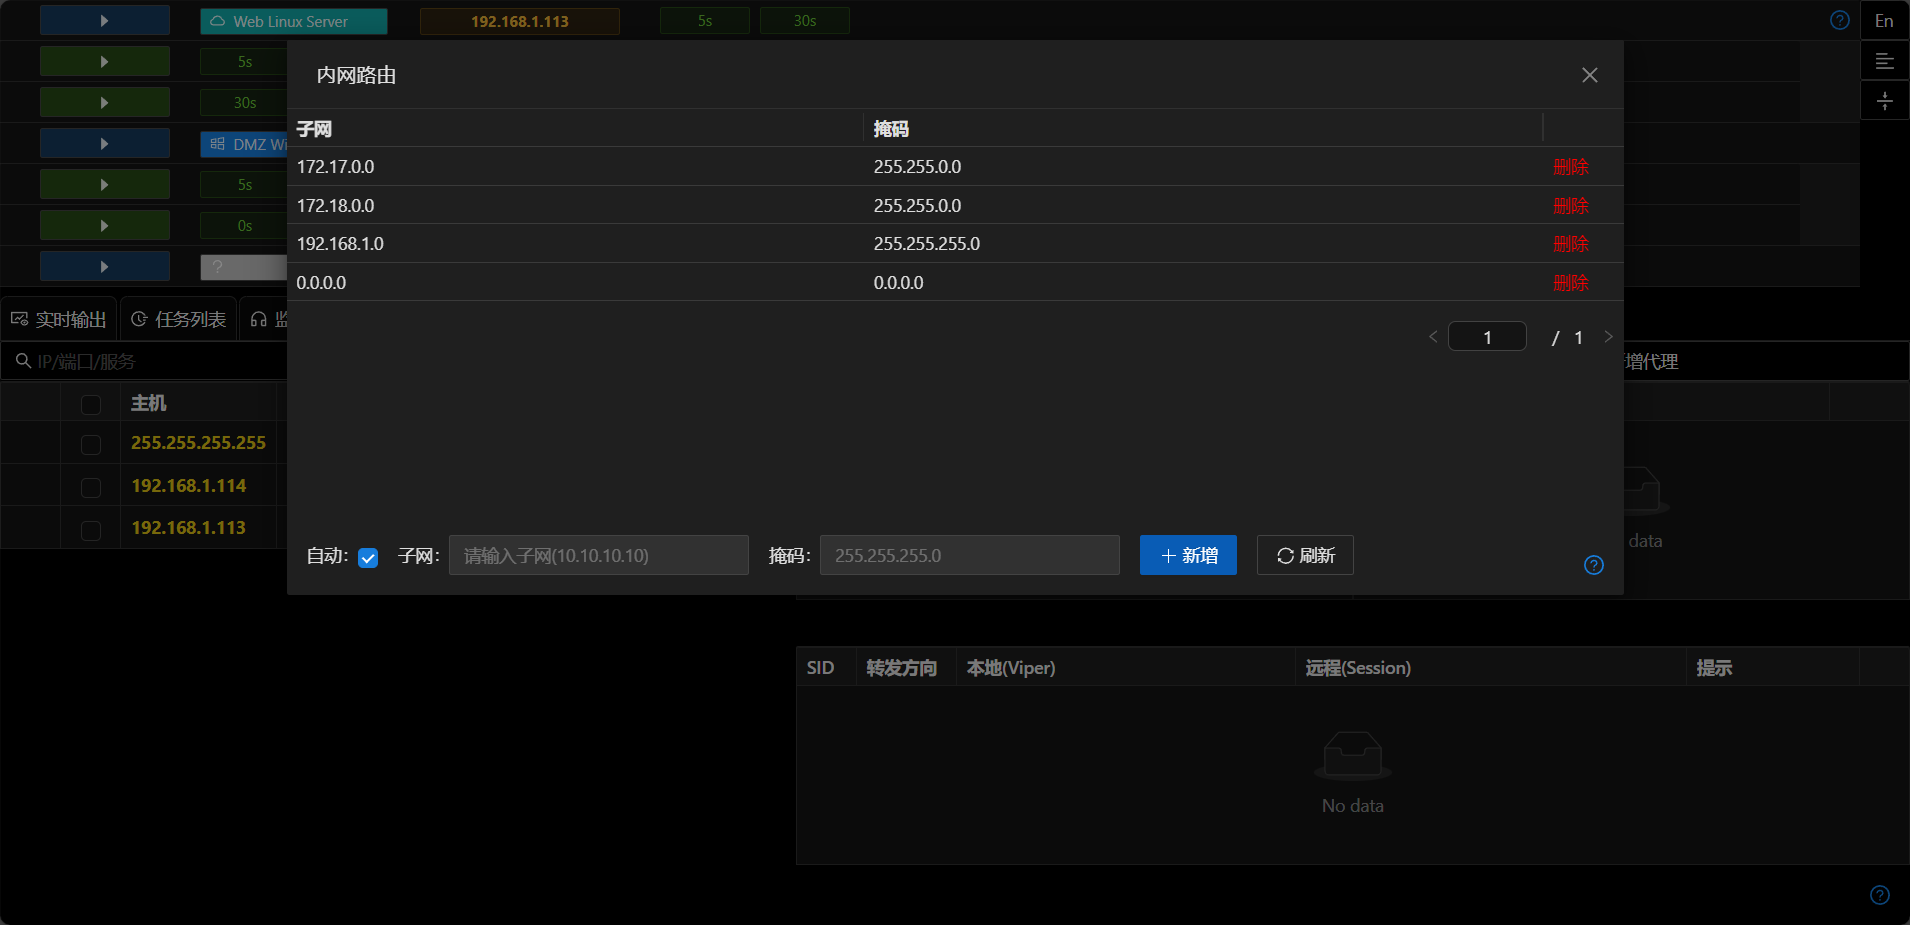 Web Linux Server 192.168.1.113 5s 30s En
5s
内网路由
30s
子网 掩码
DMZ Wi
172.17.0.0 255.255.0.0 删除
5s
172.18.0.0 255.255.0.0 删除
0s
192.168.1.0 255.255.255.0 删除
?
0.0.0.0 0.0.0.0 删除
实时输出 任务列表 监
1 / 1
IP/端口/服务
增代理
主机
255.255.255.255
192.168.1.114
192.168.1.113
data
自动: 子网: 请输入子网(10.10.10.10) 掩码: 255.255.255.0 新增 刷新
SID 转发方向 本地(Viper) 远程(Session) 提示
No data